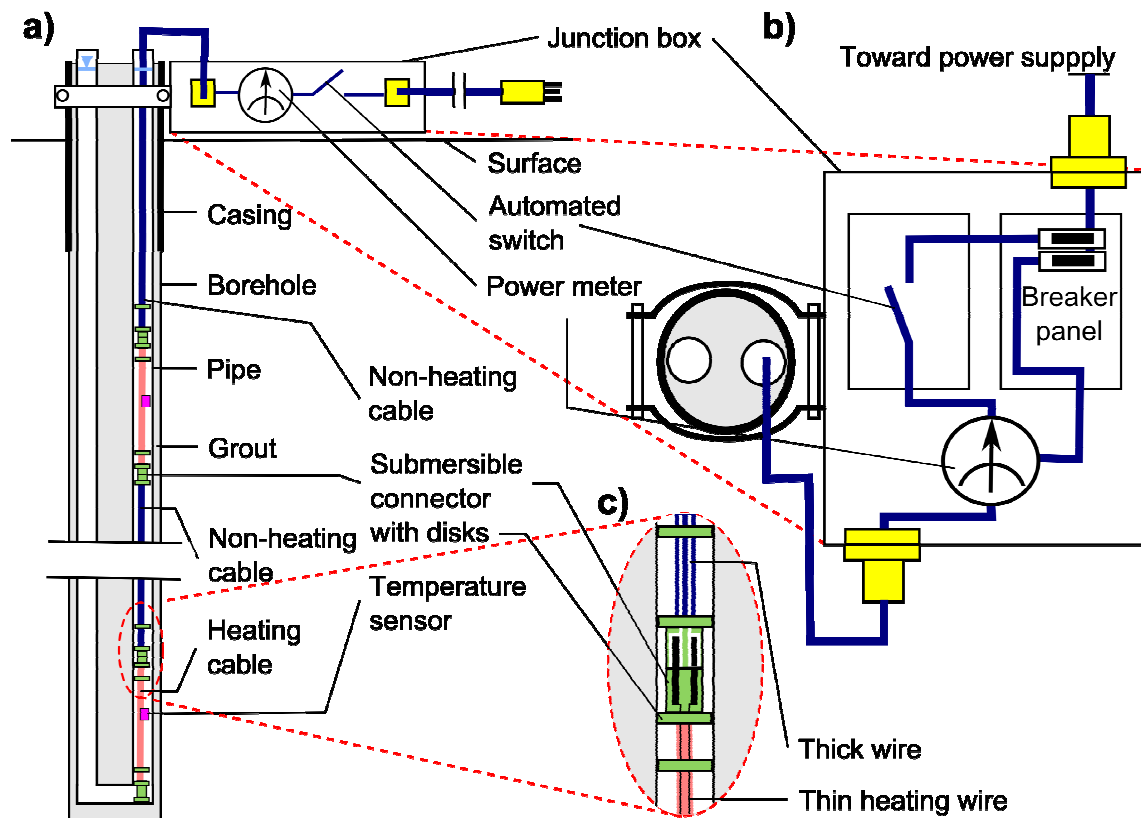 a)
Junction box
b)
Toward power suppply
Surface
Casing
Automated
switch
Borehole
Power meter
Breaker
panel
Pipe
Non-heating
cable
Grout
Submersible
connector
with disks
c)
Non-heating
cable
Temperature
sensor
Heating
cable
Thick wire
Thin heating wire